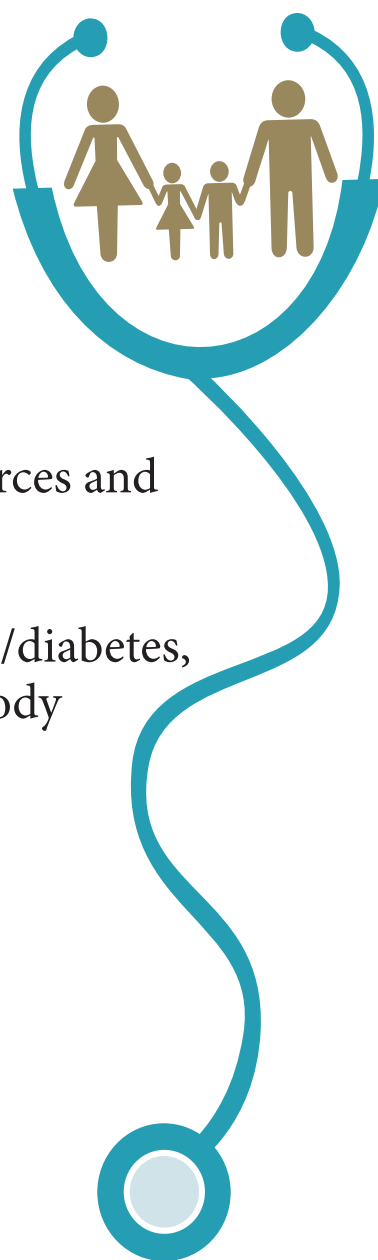 rces and
/diabetes,
ody